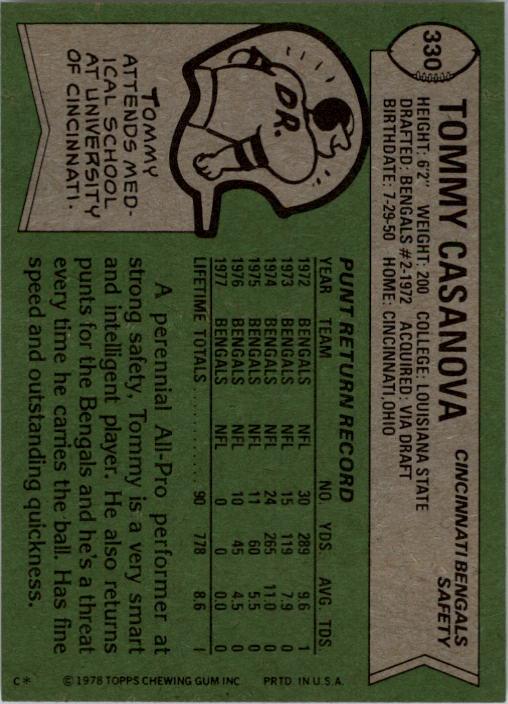 330
TOMMY CASANOVA
CINCINNATI BENGALS
SAFETY
HEIGHT: 6'2" WEIGHT: 200 COLLEGE: LOUISIANA STATE
DRAFTED: BENGALS #2-1972 ACQUIRED: VIA DRAFT
BIRTHDATE: 7-29-50 HOME: CINCINNATI, OHIO
DR.
TOMMY
ATTENDS MED-
ICAL SCHOOL
AT UNIVERSITY
OF CINCINNATI.
PUNT RETURN RECORD
YEAR TEAM NO. YDS. AVG. TDS
1972 BENGALS NFL 30 289 9.6 1
1973 BENGALS NFL 15 119 7.9
1974 BENGALS NFL 24 265 11.0
1975 BENGALS NFL 11 60 5.5
1976 BENGALS NFL 10 45 4.5
1977 BENGALS NFL 0 0 0.0
LIFETIME TOTALS .......... 90 778 8.6 1
A perennial All-Pro performer at
strong safety, Tommy is a very smart
and intelligent player. He also returns
punts for the Bengals and he's a threat
every time he carries the ball. Has fine
speed and outstanding quickness.
C* © 1978 TOPPS CHEWING GUM INC. PRTD. IN U.S.A.